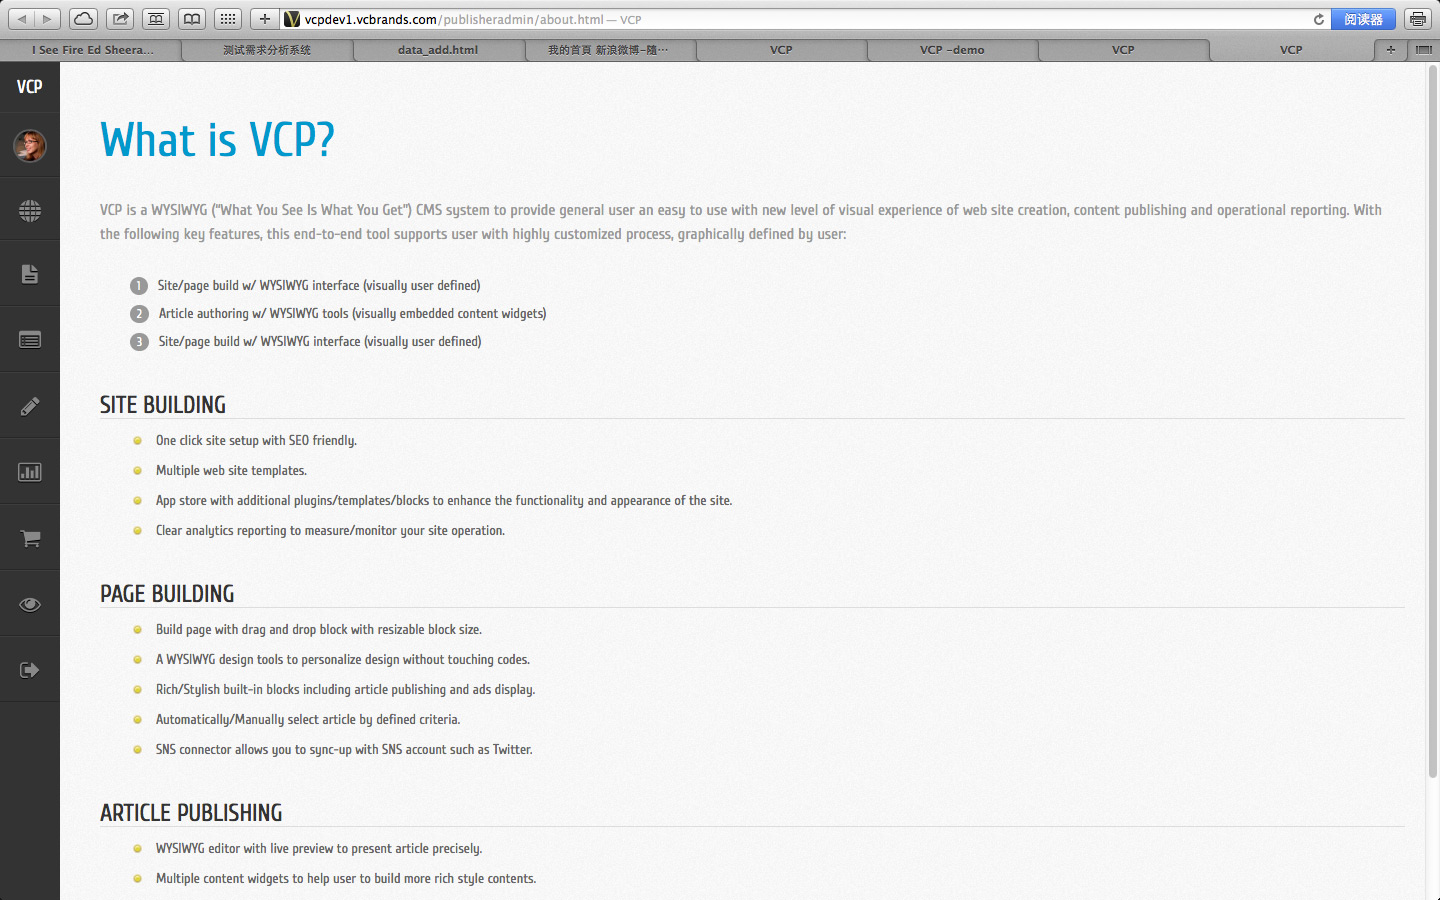 vcpdev1.vcbrands.com/publisheradmin/about.html — VCP
阅读器
I See Fire Ed Sheera...
测试需求分析系统
data_add.html
我的首頁 新浪微博-隨…
VCP
VCP -demo
VCP
VCP
VCP
What is VCP?
VCP is a WYSIWYG (“What You See Is What You Get”) CMS system to provide general user an easy to use with new level of visual experience of web site creation, content publishing and operational reporting. With
the following key features, this end-to-end tool supports user with highly customized process, graphically defined by user:
1 Site/page build w/ WYSIWYG interface (visually user defined)
2 Article authoring w/ WYSIWYG tools (visually embedded content widgets)
3 Site/page build w/ WYSIWYG interface (visually user defined)
SITE BUILDING
One click site setup with SEO friendly.
Multiple web site templates.
App store with additional plugins/templates/blocks to enhance the functionality and appearance of the site.
Clear analytics reporting to measure/monitor your site operation.
PAGE BUILDING
Build page with drag and drop block with resizable block size.
A WYSIWYG design tools to personalize design without touching codes.
Rich/Stylish built-in blocks including article publishing and ads display.
Automatically/Manually select article by defined criteria.
SNS connector allows you to sync-up with SNS account such as Twitter.
ARTICLE PUBLISHING
WYSIWYG editor with live preview to present article precisely.
Multiple content widgets to help user to build more rich style contents.